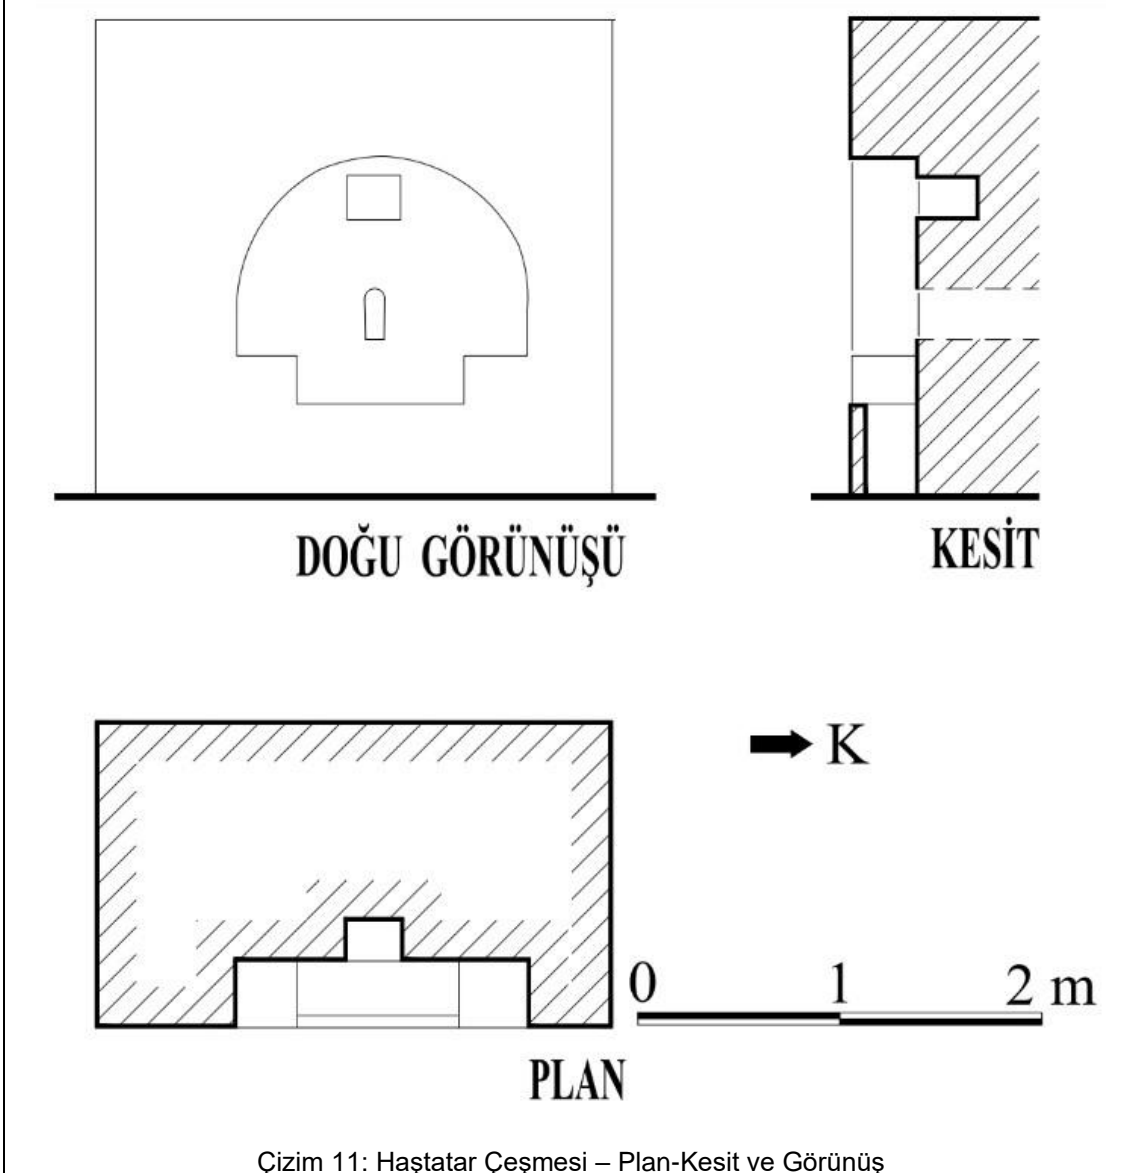 DOĞU GÖRÜNÜŞÜ
KESİT
K
0 1 2 m
PLAN
Çizim 11: Haştatar Çeşmesi – Plan-Kesit ve Görünüş